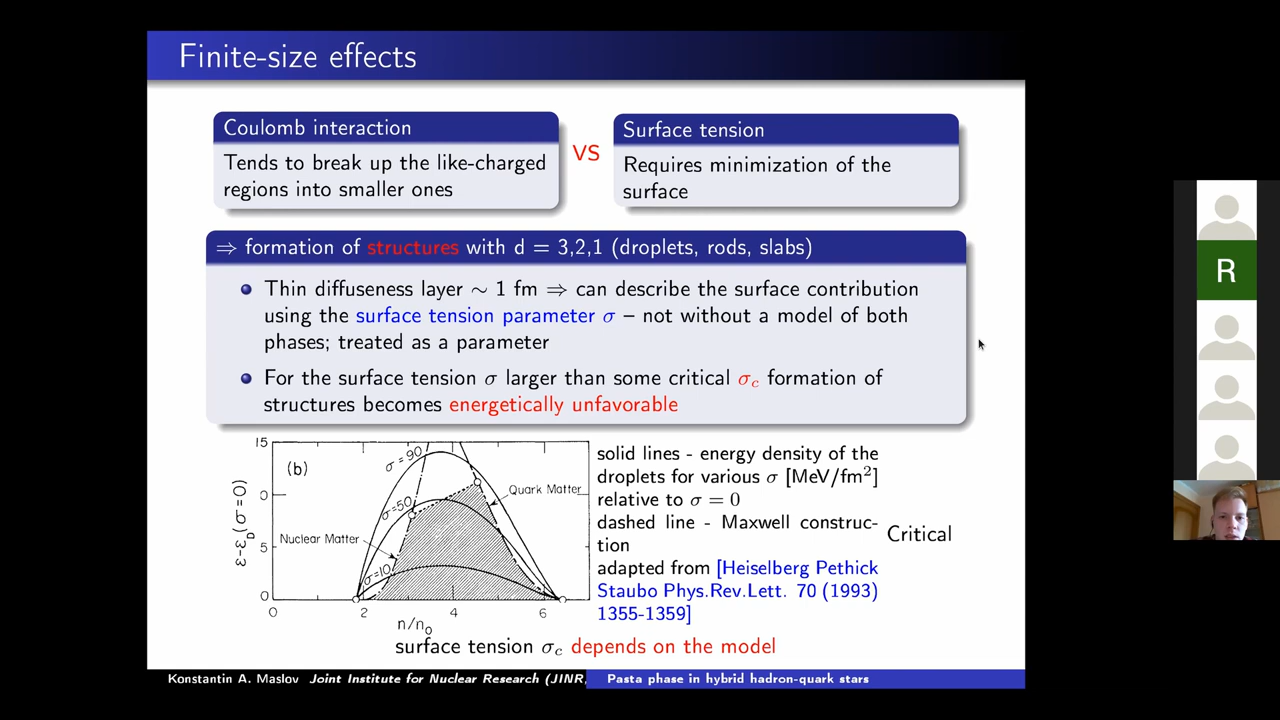 Finite-size effects
Coulomb interaction
Tends to break up the like-charged
regions into smaller ones
VS
Surface tension
Requires minimization of the
surface
⇒ formation of structures with d = 3,2,1 (droplets, rods, slabs)
Thin diffuseness layer ∼ 1 fm ⇒ can describe the surface contribution
using the surface tension parameter σ – not without a model of both
phases; treated as a parameter
For the surface tension σ larger than some critical σ_c formation of
structures becomes energetically unfavorable
15
0
5
0
ε-ε_D(σ=0)
(b)
σ=90
σ=50
σ=10
Quark Matter
Nuclear Matter
0 2 4 6
n/n_0
solid lines - energy density of the
droplets for various σ [MeV/fm²]
relative to σ = 0
dashed line - Maxwell construc-
tion
adapted from [Heiselberg Pethick
Staubo Phys.Rev.Lett. 70 (1993)
1355-1359]
Critical
surface tension σ_c depends on the model
Konstantin A. Maslov Joint Institute for Nuclear Research (JINR,
Pasta phase in hybrid hadron-quark stars
R